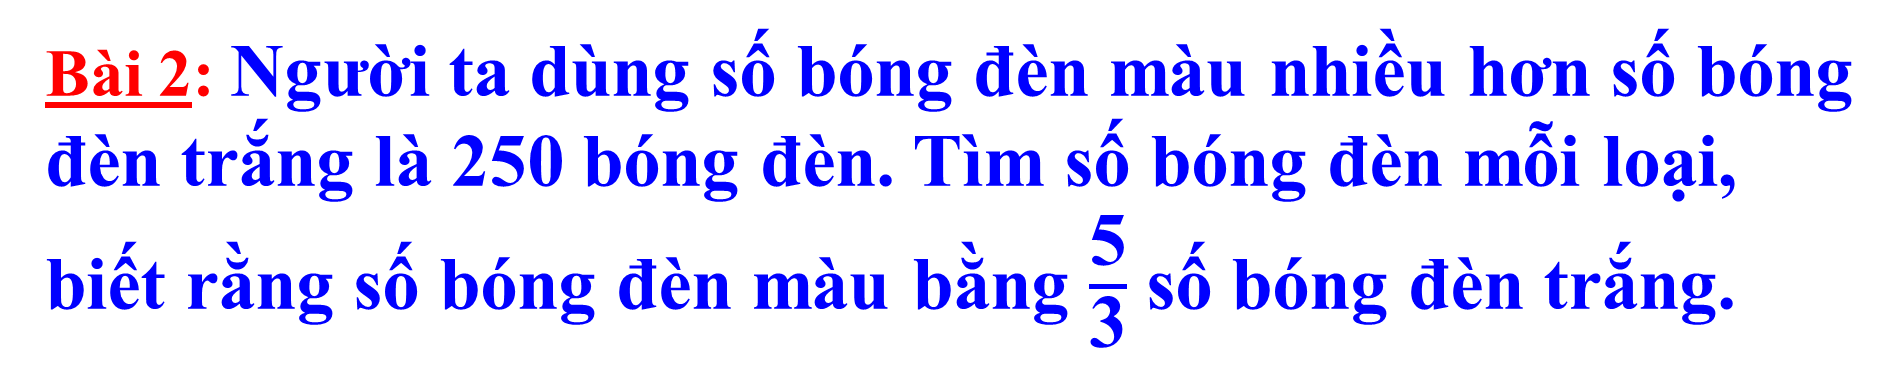 Bài 2: Người ta dùng số bóng đèn màu nhiều hơn số bóng
đèn trắng là 250 bóng đèn. Tìm số bóng đèn mỗi loại,
biết rằng số bóng đèn màu bằng 5/3 số bóng đèn trắng.